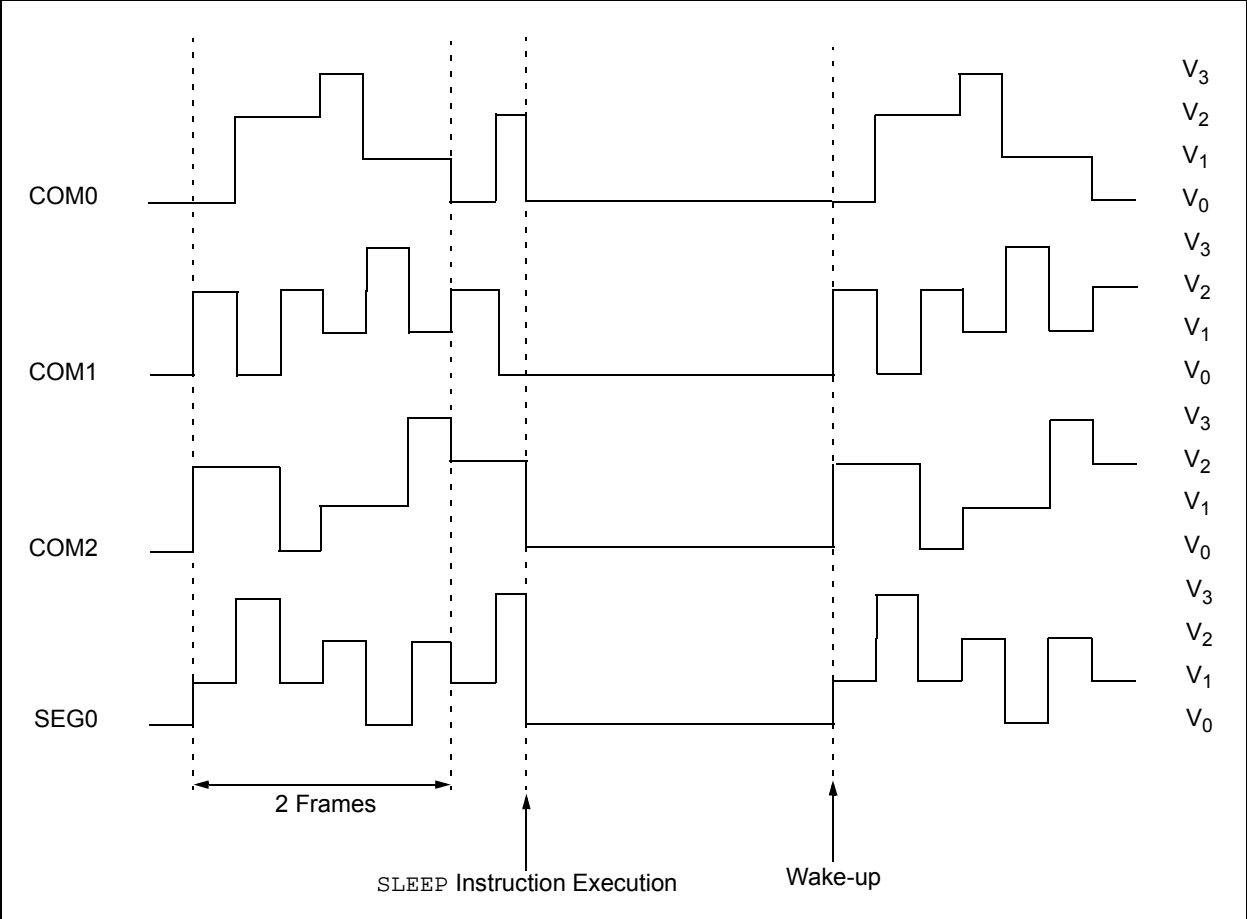 V3
V2
V1
COM0
V0
V3
V2
V1
COM1
V0
V3
V2
V1
COM2
V0
V3
V2
V1
SEG0
V0
2 Frames
SLEEP Instruction Execution
Wake-up